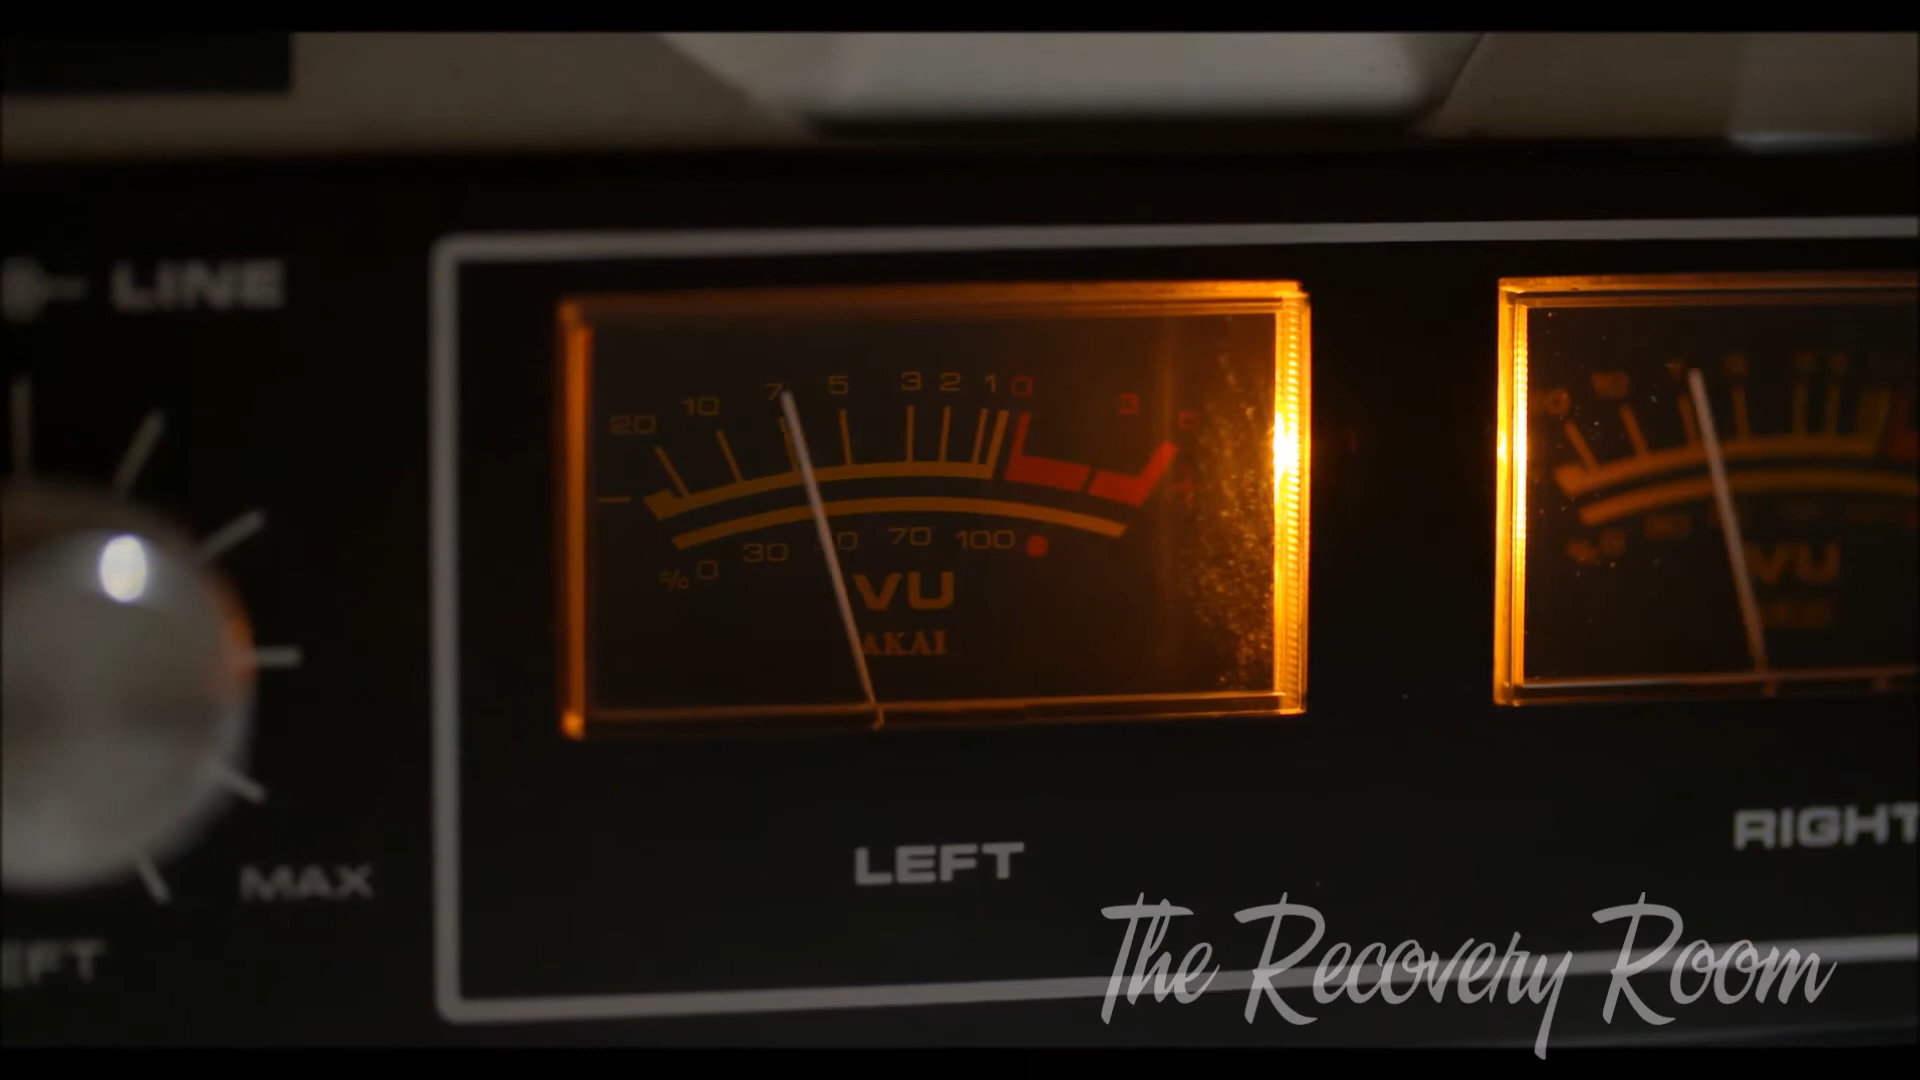 LINE
20 10 7 5 3 2 1 0 3
% 0 30 70 100
VU
AKAI
VU
LEFT
RIGHT
MAX
The Recovery Room